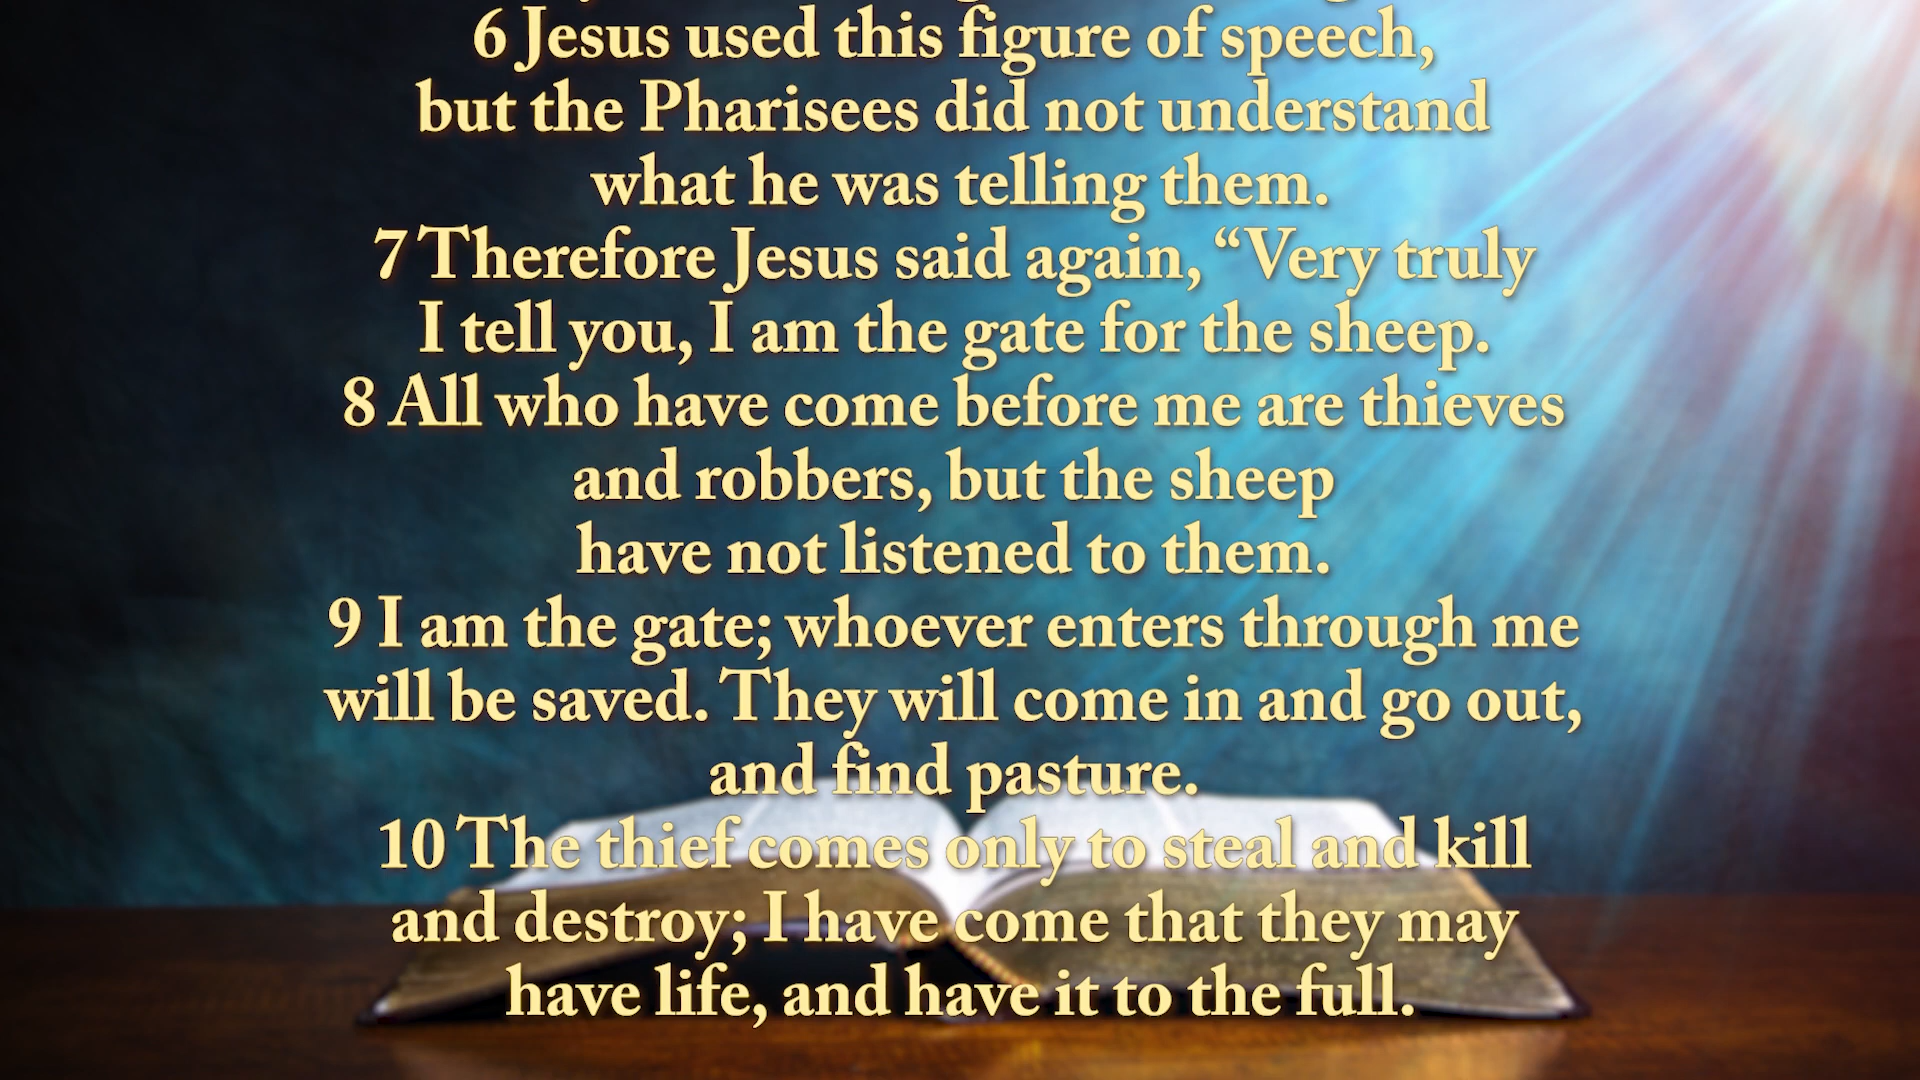 6 Jesus used this figure of speech,
but the Pharisees did not understand
what he was telling them.
7 Therefore Jesus said again, “Very truly
I tell you, I am the gate for the sheep.
8 All who have come before me are thieves
and robbers, but the sheep
have not listened to them.
9 I am the gate; whoever enters through me
will be saved. They will come in and go out,
and find pasture.
10 The thief comes only to steal and kill
and destroy; I have come that they may
have life, and have it to the full.